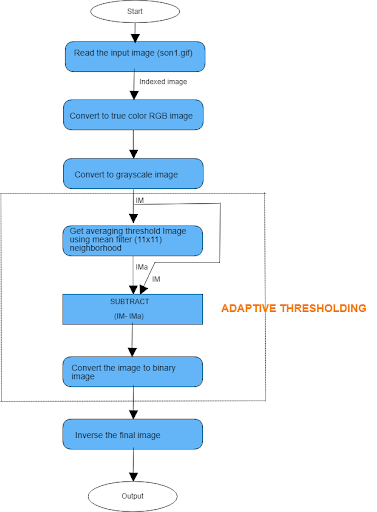 Start
Read the input image (son1.gif)
Indexed image
Convert to true color RGB image
Convert to grayscale image
IM
Get averaging threshold Image
using mean filter (11x11)
neighborhood
IMa
IM
SUBTRACT
(IM- IMa)
ADAPTIVE THRESHOLDING
Convert the image to binary
image
Inverse the final image
Output